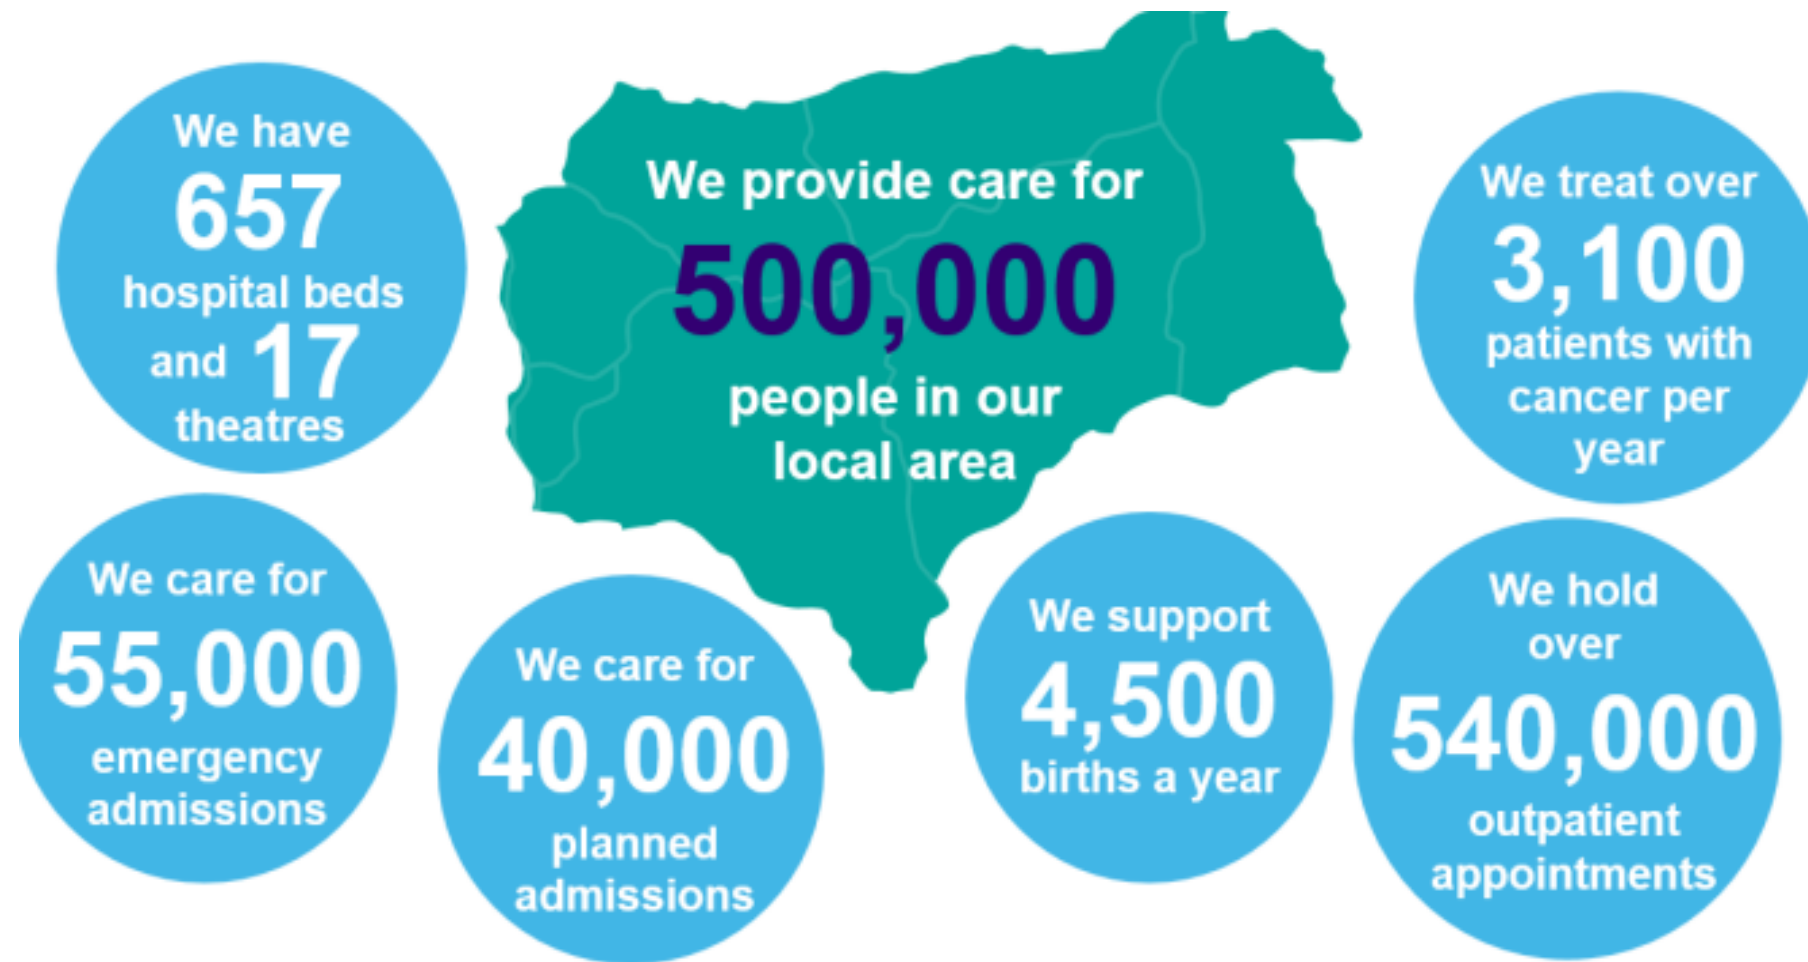 We have
657
hospital beds
and 17
theatres
We provide care for
500,000
people in our
local area
We treat over
3,100
patients with
cancer per
year
We care for
55,000
emergency
admissions
We care for
40,000
planned
admissions
We support
4,500
births a year
We hold
over
540,000
outpatient
appointments